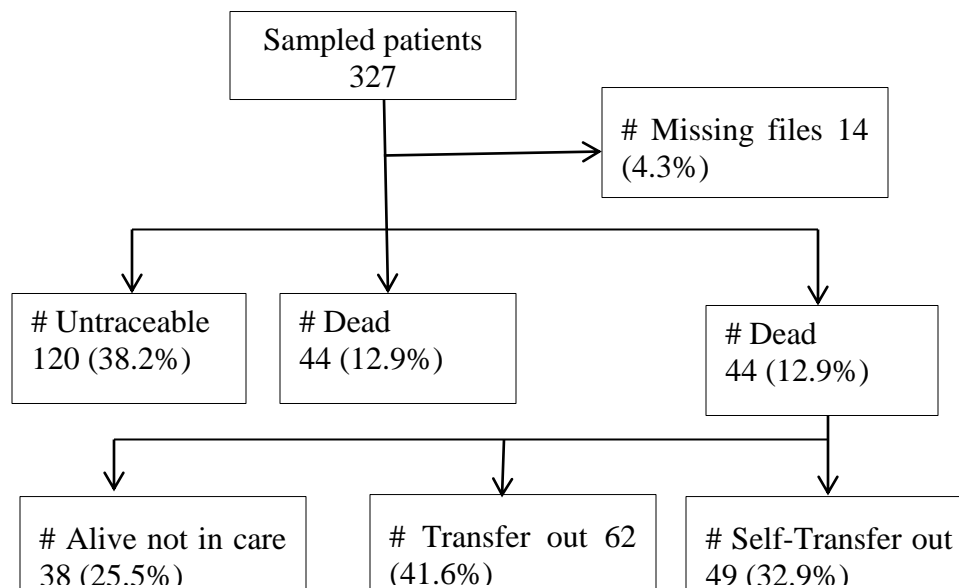 Sampled patients
327
# Missing files 14
(4.3%)
# Untraceable
120 (38.2%)
# Dead
44 (12.9%)
# Dead
44 (12.9%)
# Alive not in care
38 (25.5%)
# Transfer out 62
(41.6%)
# Self-Transfer out
49 (32.9%)